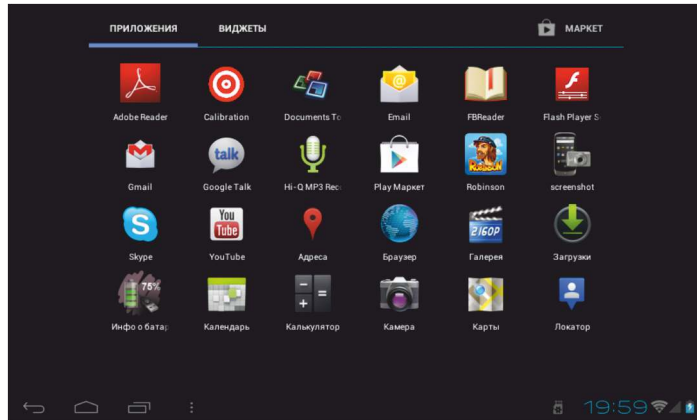 ПРИЛОЖЕНИЯ ВИДЖЕТЫ МАРКЕТ
Adobe Reader Calibration Documents To Email FBReader Flash Player S
talk
Robinson
Gmail Google Talk Hi-Q MP3 Rec Play Маркет Robinson screenshot
You
Tube
2160P
Skype YouTube Адреса Браузер Галерея Загрузки
75%
Инфо о батар Календарь Калькулятор Камера Карты Локатор
19:59